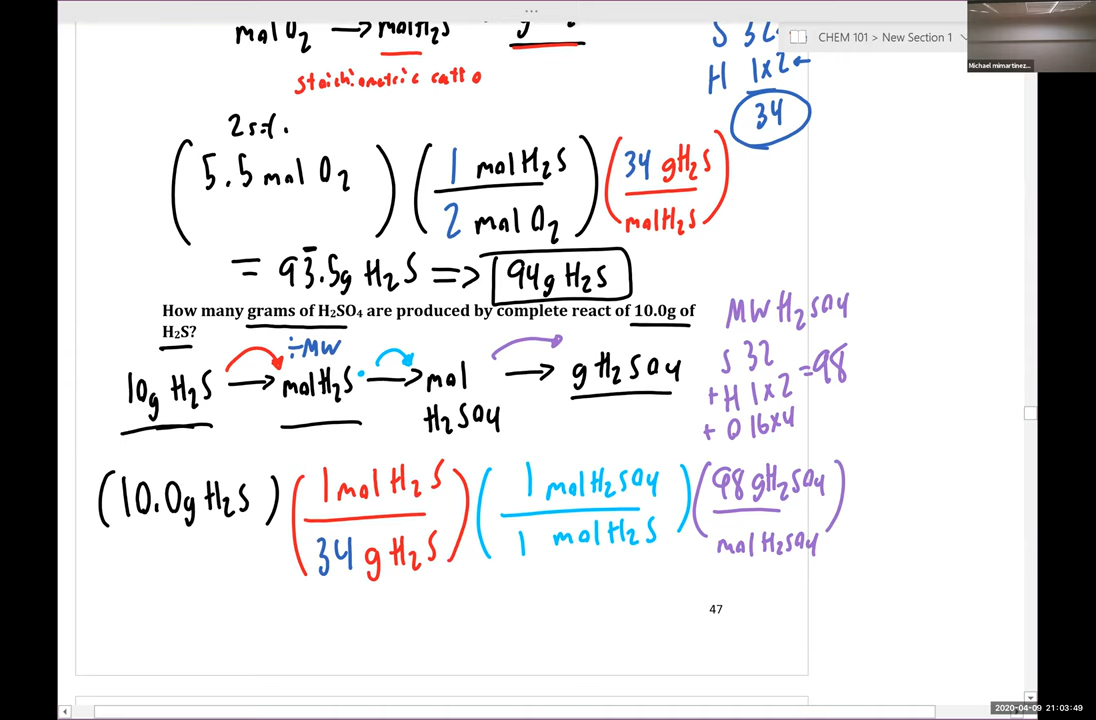 CHEM 101 > New Section 1
Michael mimartinez...
mol O₂ → mol H₂S
stoichiometric ratio
S 32
H 1x2
34
2 s.f.
(5.5 mol O₂) (1 mol H₂S / 2 mol O₂) (34 g H₂S / mol H₂S)
= 93.5g H₂S => 94g H₂S
How many grams of H₂SO₄ are produced by complete react of 10.0g of
H₂S?
÷MW
10g H₂S → mol H₂S → mol H₂SO4 → g H₂SO4
MW H₂SO4
S 32
+ H 1x2 = 98
+ O 16x4
(10.0g H₂S) (1 mol H₂S / 34 g H₂S) (1 mol H₂SO4 / 1 mol H₂S) (98 g H₂SO4 / mol H₂SO4)
47
2020-04-09 21:03:49